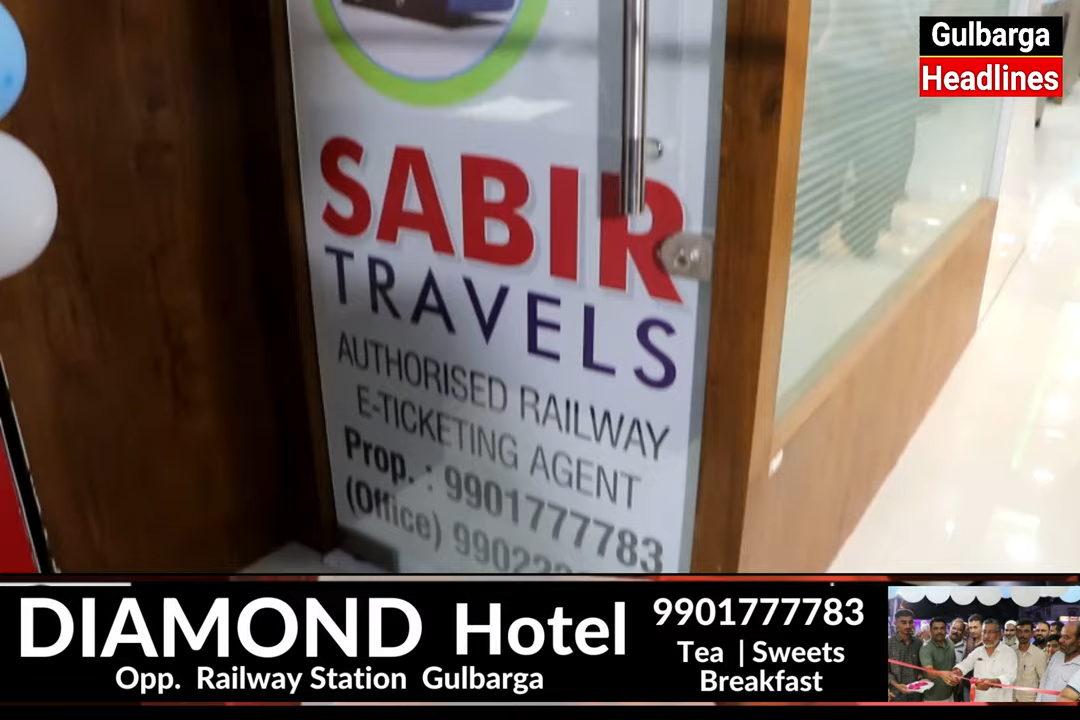 Gulbarga
Headlines
SABIR
TRAVELS
AUTHORISED RAILWAY
E-TICKETING AGENT
Prop. : 9901777783
(Office)
DIAMOND Hotel
Opp. Railway Station Gulbarga
9901777783
Tea | Sweets
Breakfast